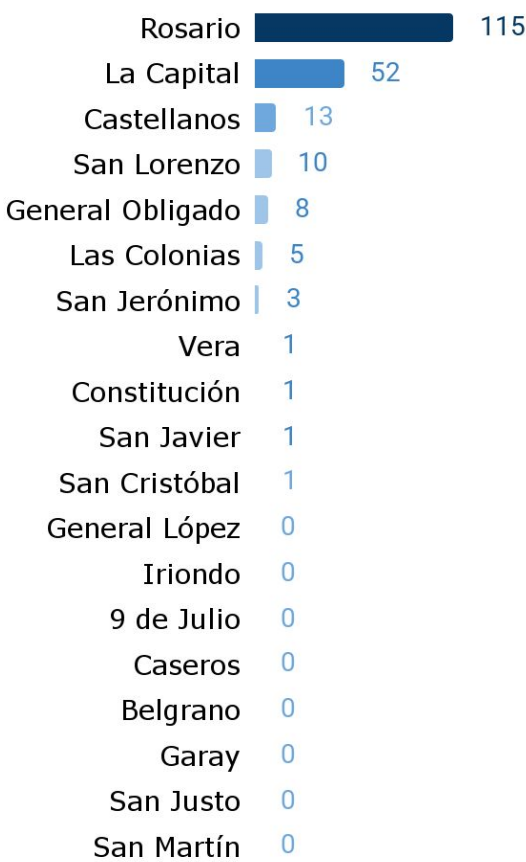 Rosario 115
La Capital 52
Castellanos 13
San Lorenzo 10
General Obligado 8
Las Colonias 5
San Jerónimo 3
Vera 1
Constitución 1
San Javier 1
San Cristóbal 1
General López 0
Iriondo 0
9 de Julio 0
Caseros 0
Belgrano 0
Garay 0
San Justo 0
San Martín 0